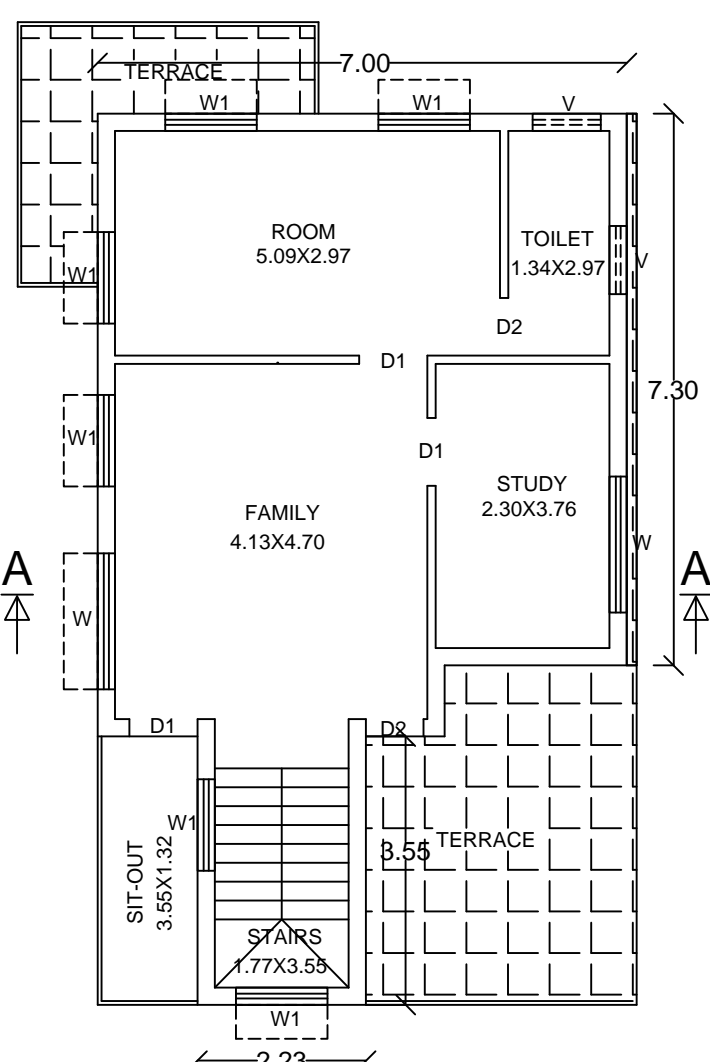 7.00
TERRACE
W1
W1
V
ROOM
5.09X2.97
TOILET
1.34X2.97
V
W1
D2
D1
7.30
W1
D1
STUDY
2.30X3.76
FAMILY
4.13X4.70
W
A
A
W
D1
D2
W1
SIT-OUT
3.55X1.32
3.55
TERRACE
STAIRS
1.77X3.55
W1
2.23